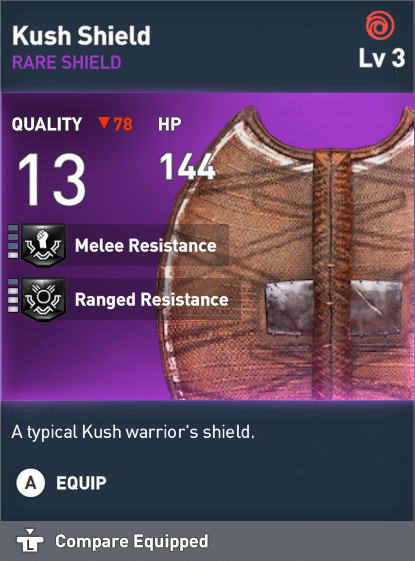 Kush Shield
RARE SHIELD
Lv 3
QUALITY ▼78 HP
13 144
Melee Resistance
Ranged Resistance
A typical Kush warrior's shield.
A EQUIP
L Compare Equipped